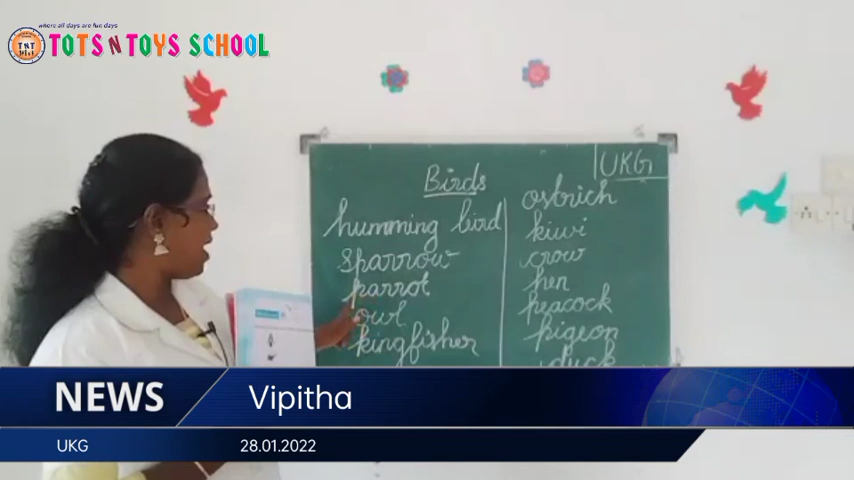 where all days are fun days
TNT
TOTS N TOYS SCHOOL
UKG
Birds
humming bird
sparrow
parrot
owl
kingfisher
ostrich
kiwi
crow
hen
peacock
pigeon
duck
NEWS
Vipitha
UKG
28.01.2022